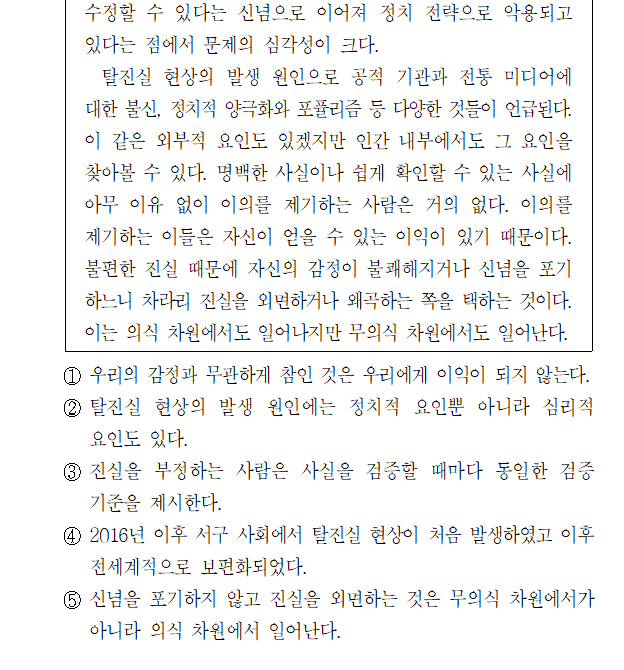 수정할 수 있다는 신념으로 이어져 정치 전략으로 악용되고
있다는 점에서 문제의 심각성이 크다.
탈진실 현상의 발생 원인으로 공적 기관과 전통 미디어에
대한 불신, 정치적 양극화와 포퓰리즘 등 다양한 것들이 언급된다.
이 같은 외부적 요인도 있겠지만 인간 내부에서도 그 요인을
찾아볼 수 있다. 명백한 사실이나 쉽게 확인할 수 있는 사실에
아무 이유 없이 이의를 제기하는 사람은 거의 없다. 이의를
제기하는 이들은 자신이 얻을 수 있는 이익이 있기 때문이다.
불편한 진실 때문에 자신의 감정이 불쾌해지거나 신념을 포기
하느니 차라리 진실을 외면하거나 왜곡하는 쪽을 택하는 것이다.
이는 의식 차원에서도 일어나지만 무의식 차원에서도 일어난다.
① 우리의 감정과 무관하게 참인 것은 우리에게 이익이 되지 않는다.
② 탈진실 현상의 발생 원인에는 정치적 요인뿐 아니라 심리적
요인도 있다.
③ 진실을 부정하는 사람은 사실을 검증할 때마다 동일한 검증
기준을 제시한다.
④ 2016년 이후 서구 사회에서 탈진실 현상이 처음 발생하였고 이후
전세계적으로 보편화되었다.
⑤ 신념을 포기하지 않고 진실을 외면하는 것은 무의식 차원에서가
아니라 의식 차원에서 일어난다.